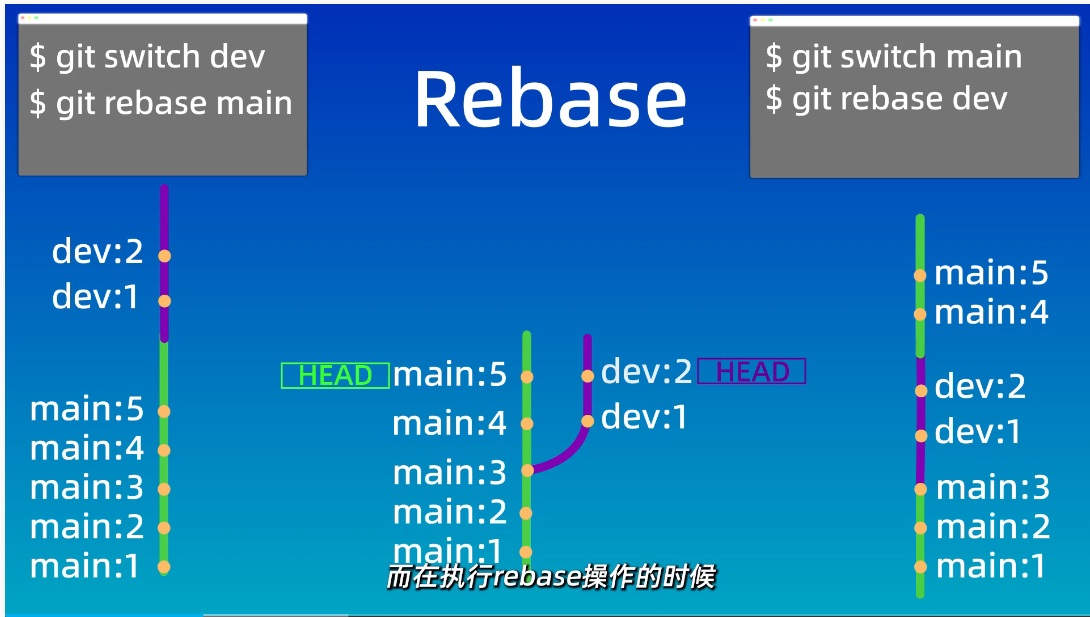 $ git switch dev
$ git rebase main
Rebase
$ git switch main
$ git rebase dev
dev:2
dev:1
main:5
main:4
main:3
main:2
main:1
HEAD
main:5
main:4
main:3
main:2
main:1
dev:2
HEAD
dev:1
main:5
main:4
dev:2
dev:1
main:3
main:2
main:1
而在执行rebase操作的时候